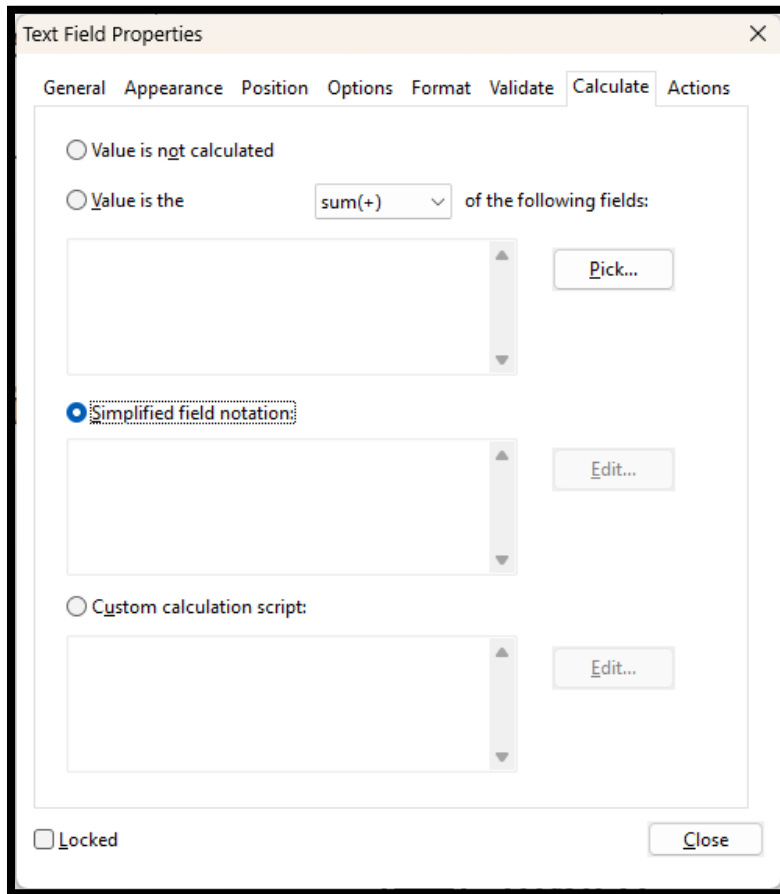 Text Field Properties
General Appearance Position Options Format Validate Calculate Actions
Value is not calculated
Value is the sum(+) of the following fields:
Pick...
Simplified field notation:
Edit...
Custom calculation script:
Edit...
Locked Close